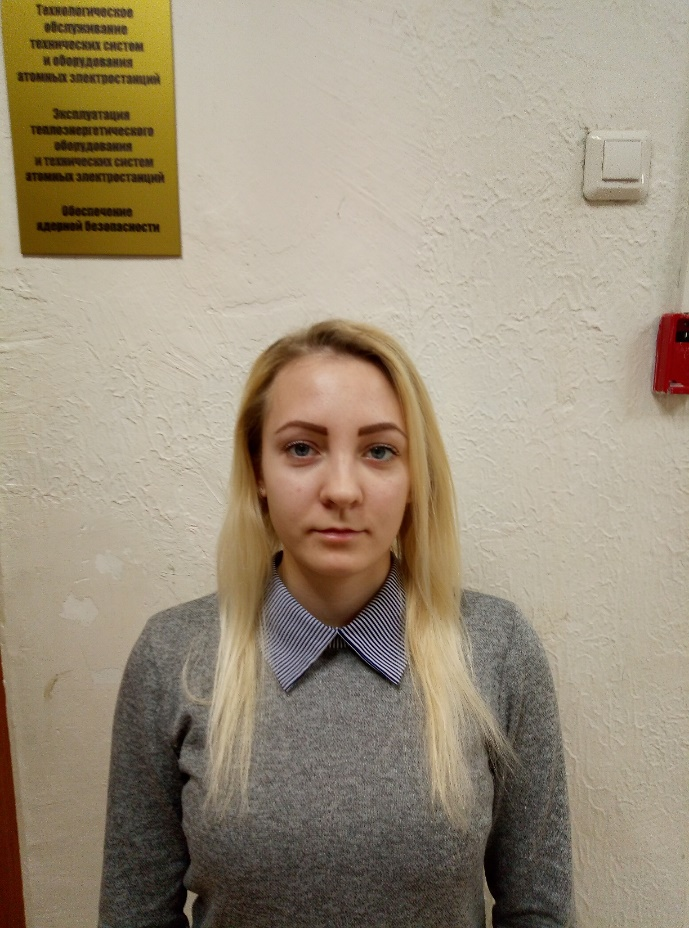 Технологическое
обслуживание
технических систем
и оборудования
атомных электростанций
Эксплуатация
теплоэнергетического
оборудования
и технических систем
атомных электростанций
Обеспечение
ядерной безопасности